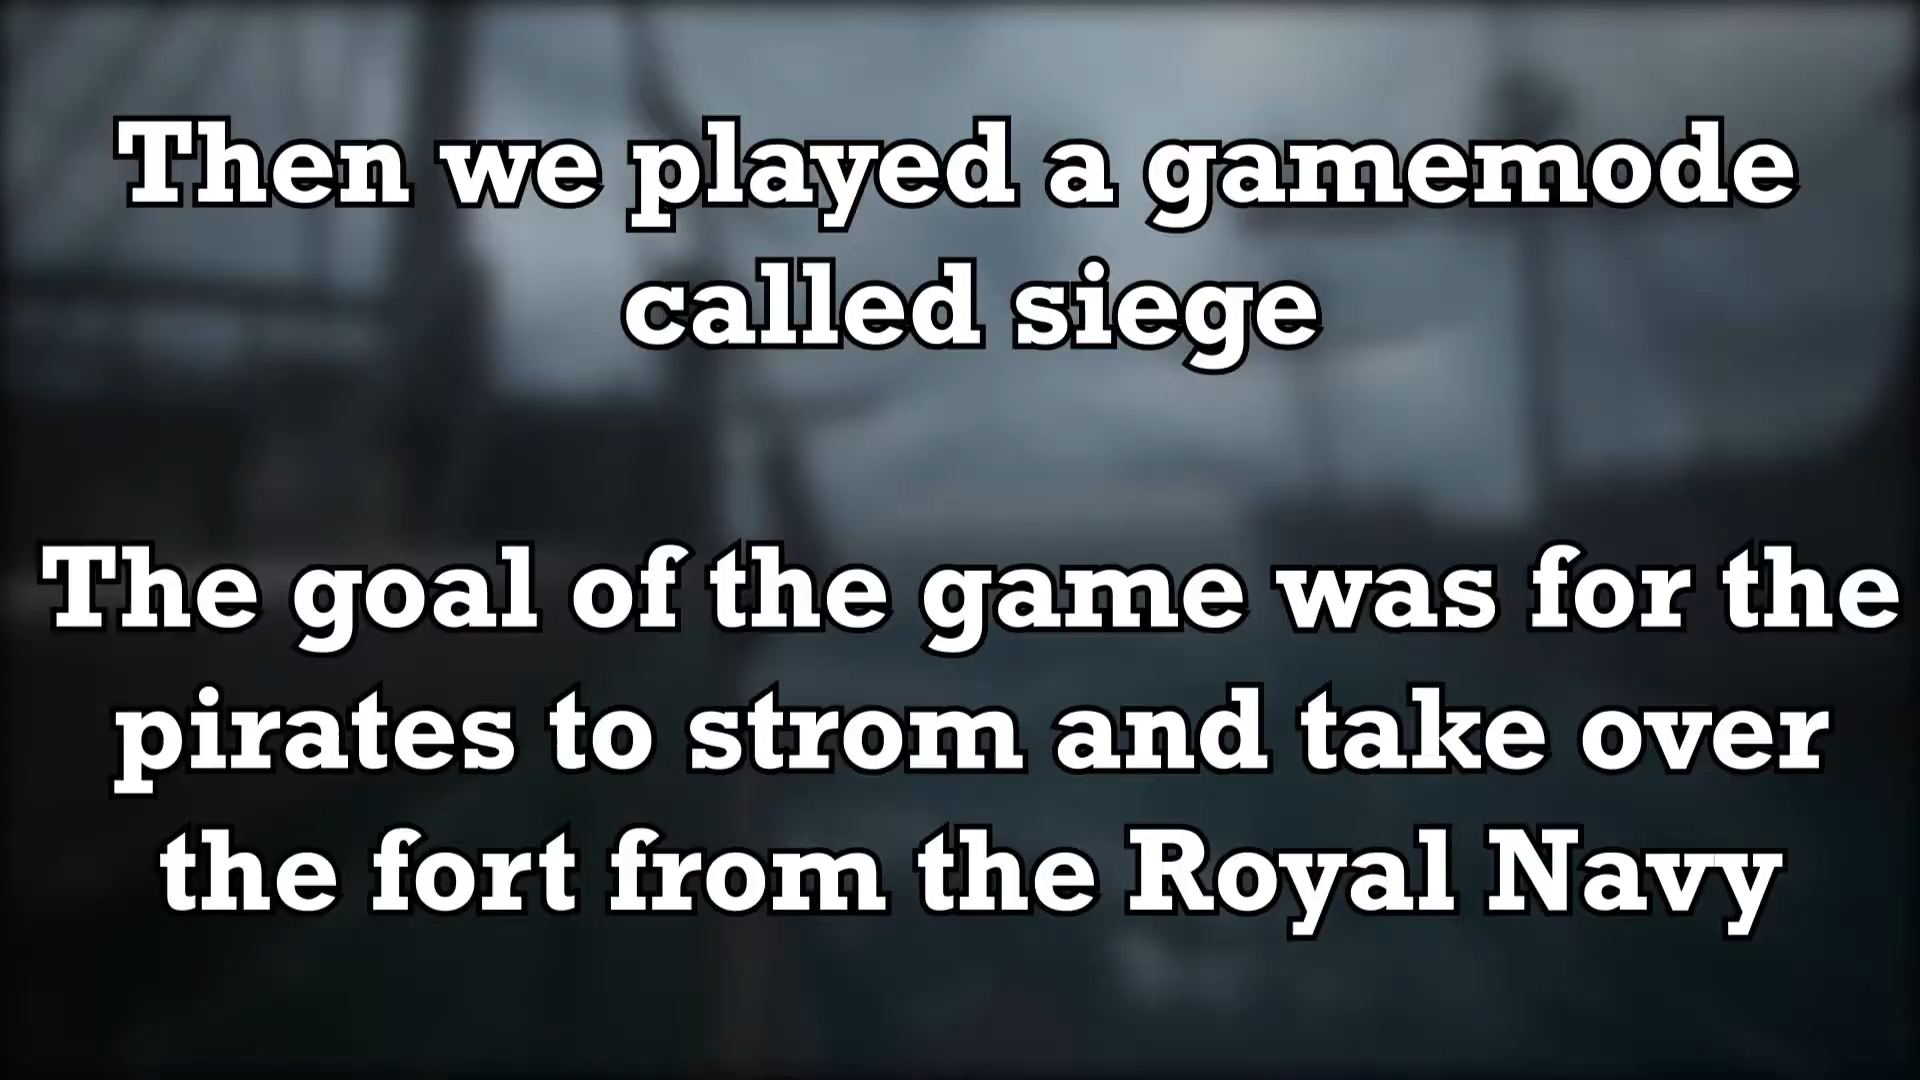 Then we played a gamemode
called siege
The goal of the game was for the
pirates to strom and take over
the fort from the Royal Navy